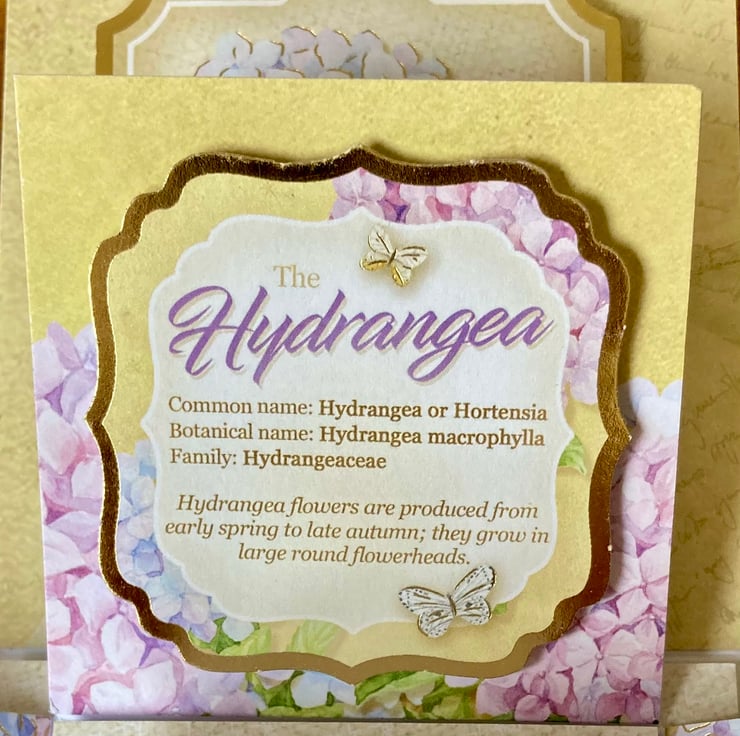 The
Hydrangea
Common name: Hydrangea or Hortensia
Botanical name: Hydrangea macrophylla
Family: Hydrangeaceae
Hydrangea flowers are produced from
early spring to late autumn; they grow in
large round flowerheads.